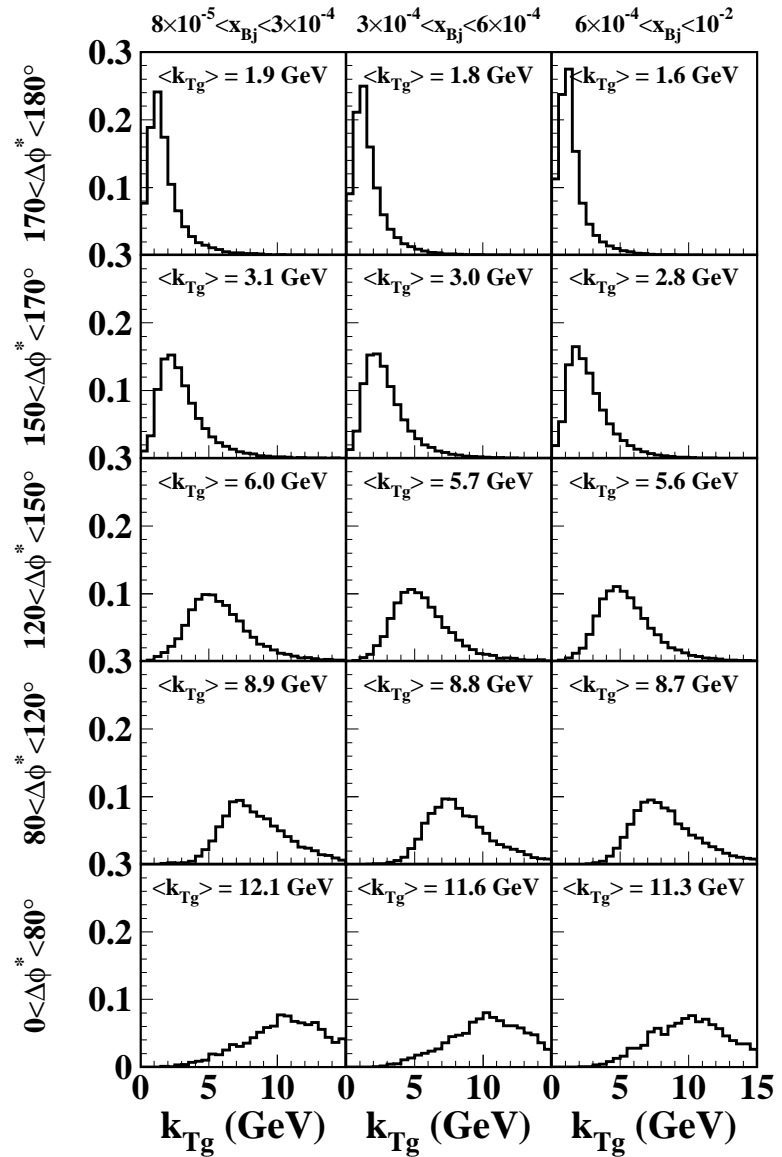 8×10⁻⁵<x_Bj<3×10⁻⁴ 3×10⁻⁴<x_Bj<6×10⁻⁴ 6×10⁻⁴<x_Bj<10⁻²
170<Δϕ* <180°
0.3
0.2
0.1
<k_Tg> = 1.9 GeV <k_Tg> = 1.8 GeV <k_Tg> = 1.6 GeV
150<Δϕ* <170°
0.3
0.2
0.1
<k_Tg> = 3.1 GeV <k_Tg> = 3.0 GeV <k_Tg> = 2.8 GeV
120<Δϕ* <150°
0.3
0.2
0.1
<k_Tg> = 6.0 GeV <k_Tg> = 5.7 GeV <k_Tg> = 5.6 GeV
80<Δϕ* <120°
0.3
0.2
0.1
<k_Tg> = 8.9 GeV <k_Tg> = 8.8 GeV <k_Tg> = 8.7 GeV
0<Δϕ* <80°
0.3
0.2
0.1
0
<k_Tg> = 12.1 GeV <k_Tg> = 11.6 GeV <k_Tg> = 11.3 GeV
0 5 10 0 5 10 0 5 10 15
k_Tg (GeV) k_Tg (GeV) k_Tg (GeV)